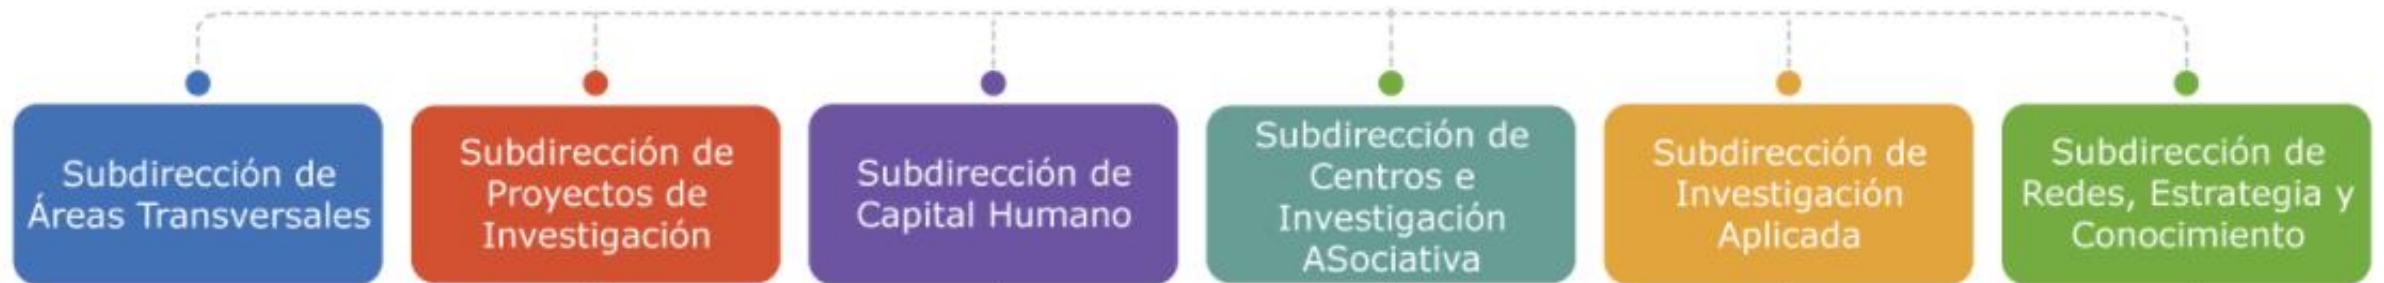 Subdirección de
Áreas Transversales
Subdirección de
Proyectos de
Investigación
Subdirección de
Capital Humano
Subdirección de
Centros e
Investigación
ASociativa
Subdirección de
Investigación
Aplicada
Subdirección de
Redes, Estrategia y
Conocimiento